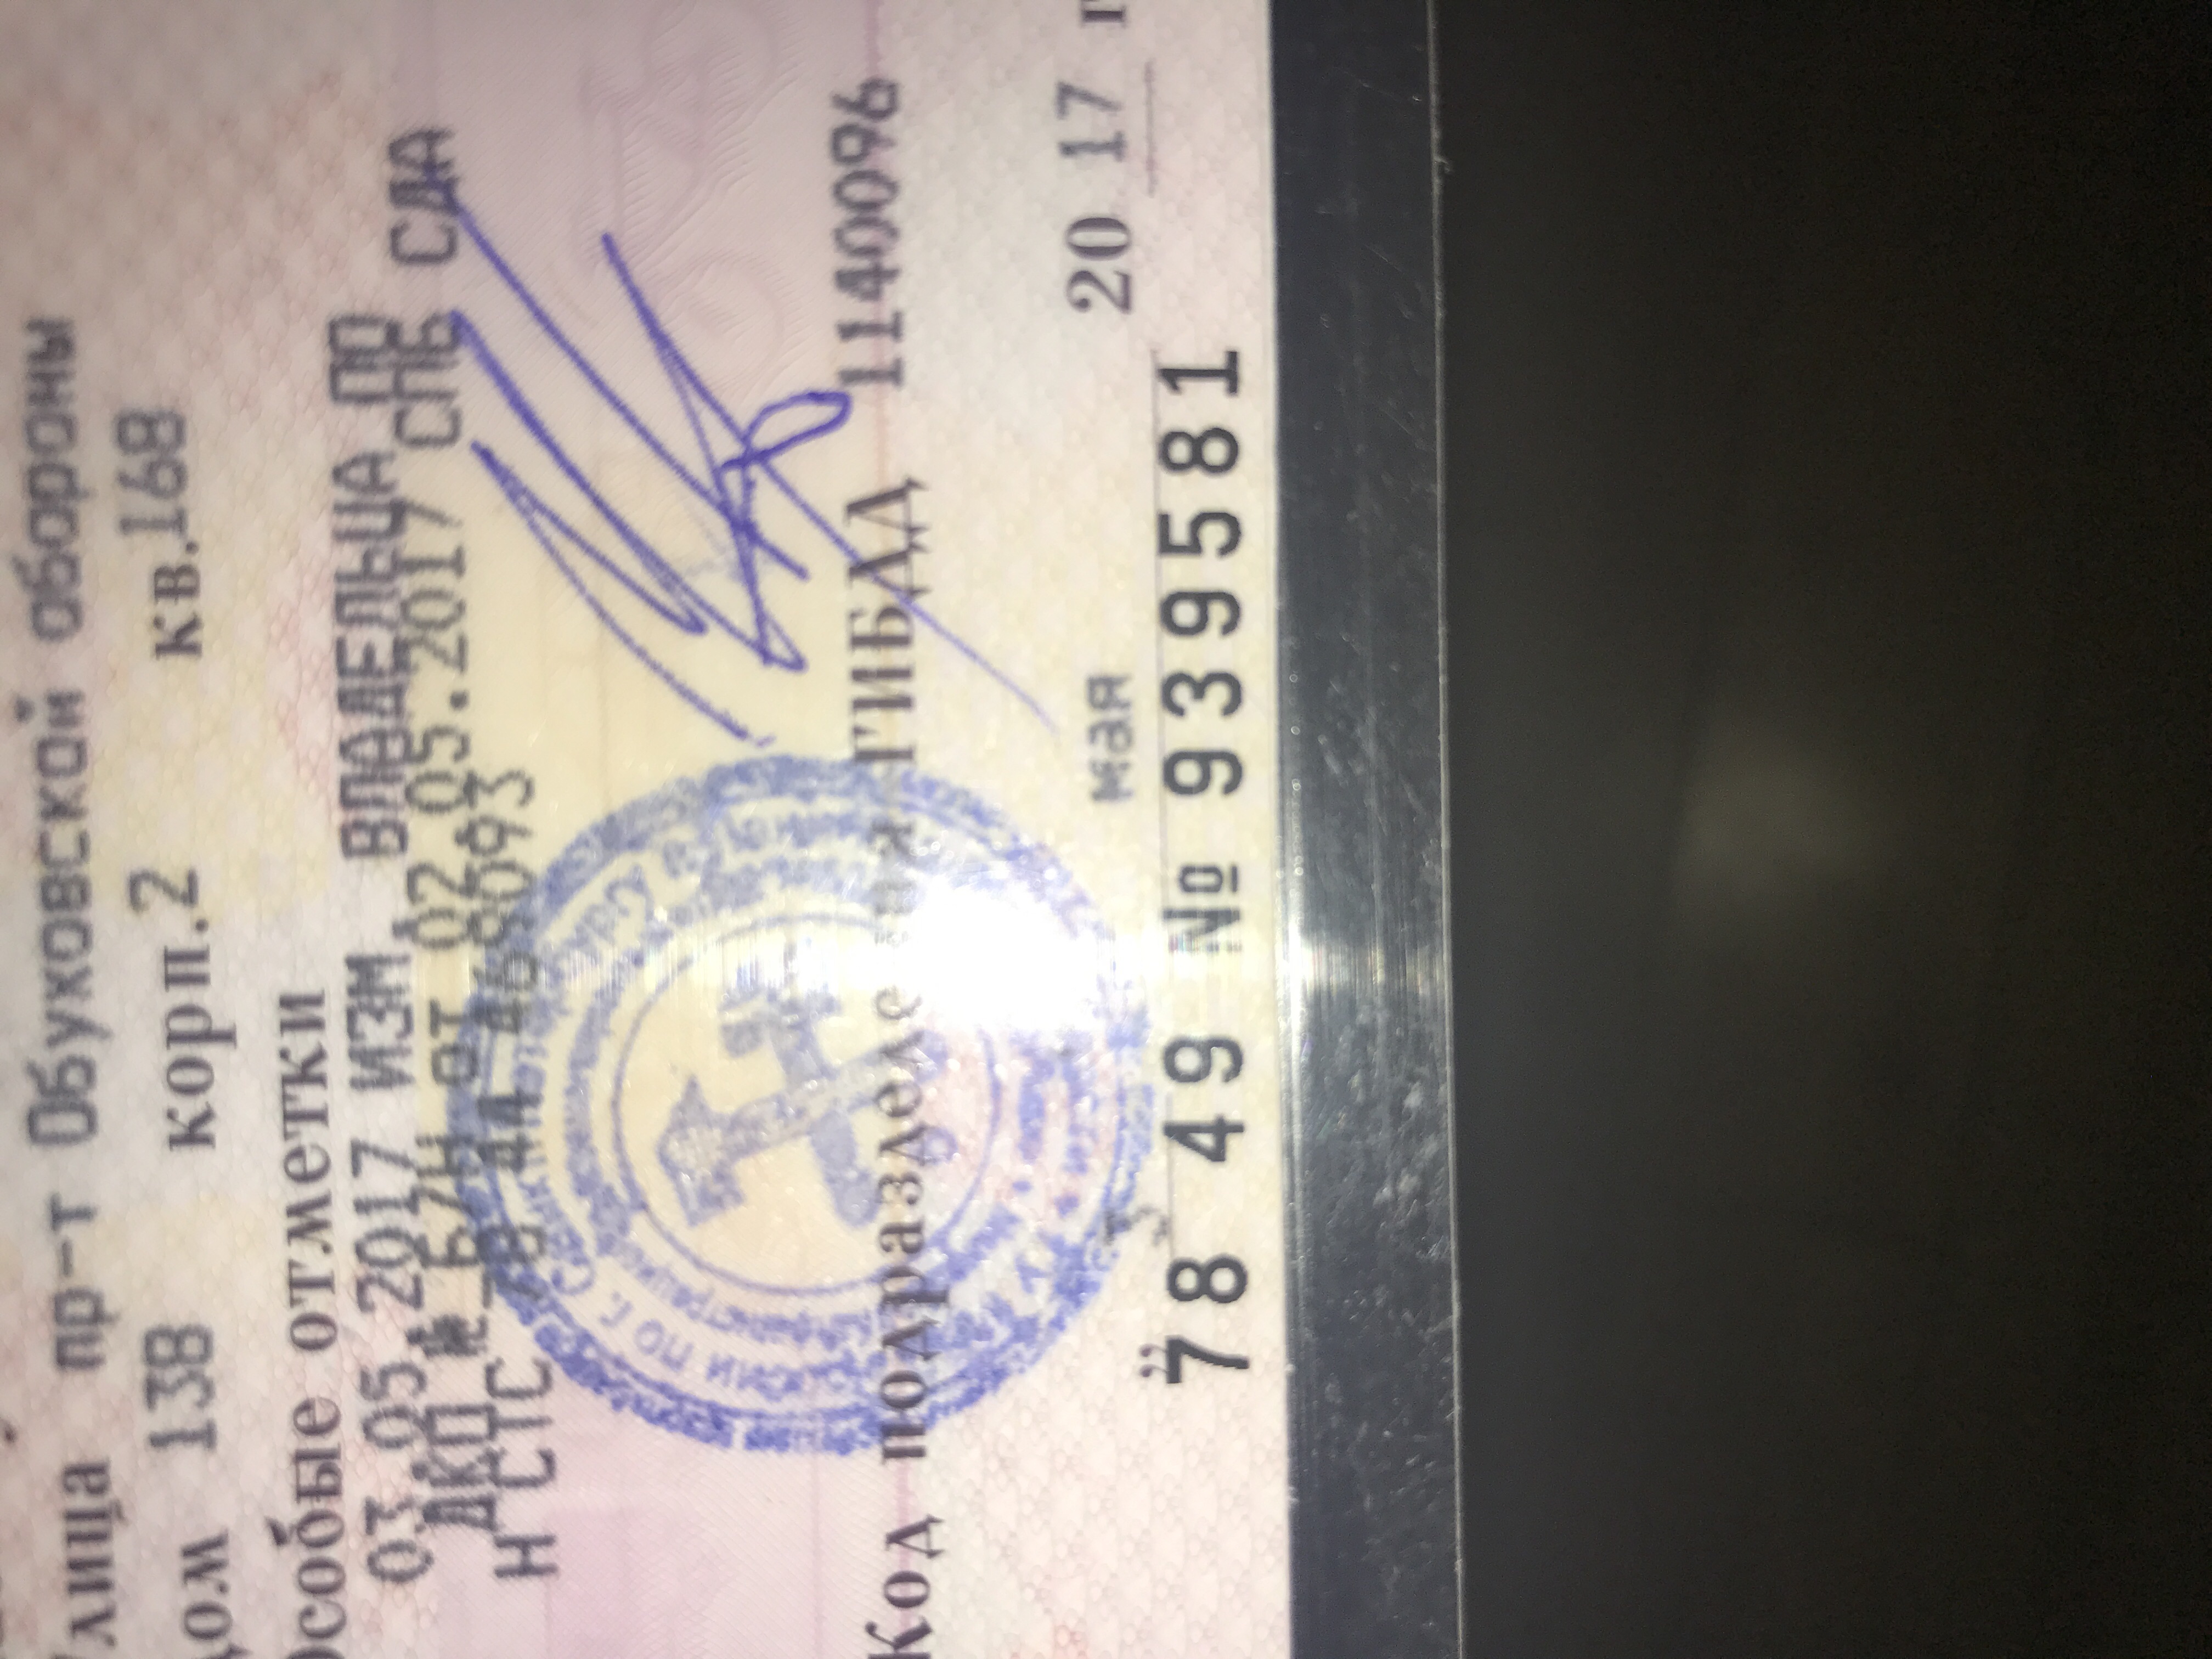 Улица пр-т Обуховской обороны
дом 138 корп.2 кв.168
Особые отметки
03.05.2017 ИЗМ. ВЛАДЕЛЬЦА ПО
ДКП №_Б/Н от 02.05.2017 СПБ СДА
Н СТС 78 44 469093
Код подразделения ГИБДД 1140096
" 3 мая 20 17 г
78 49 № 939581